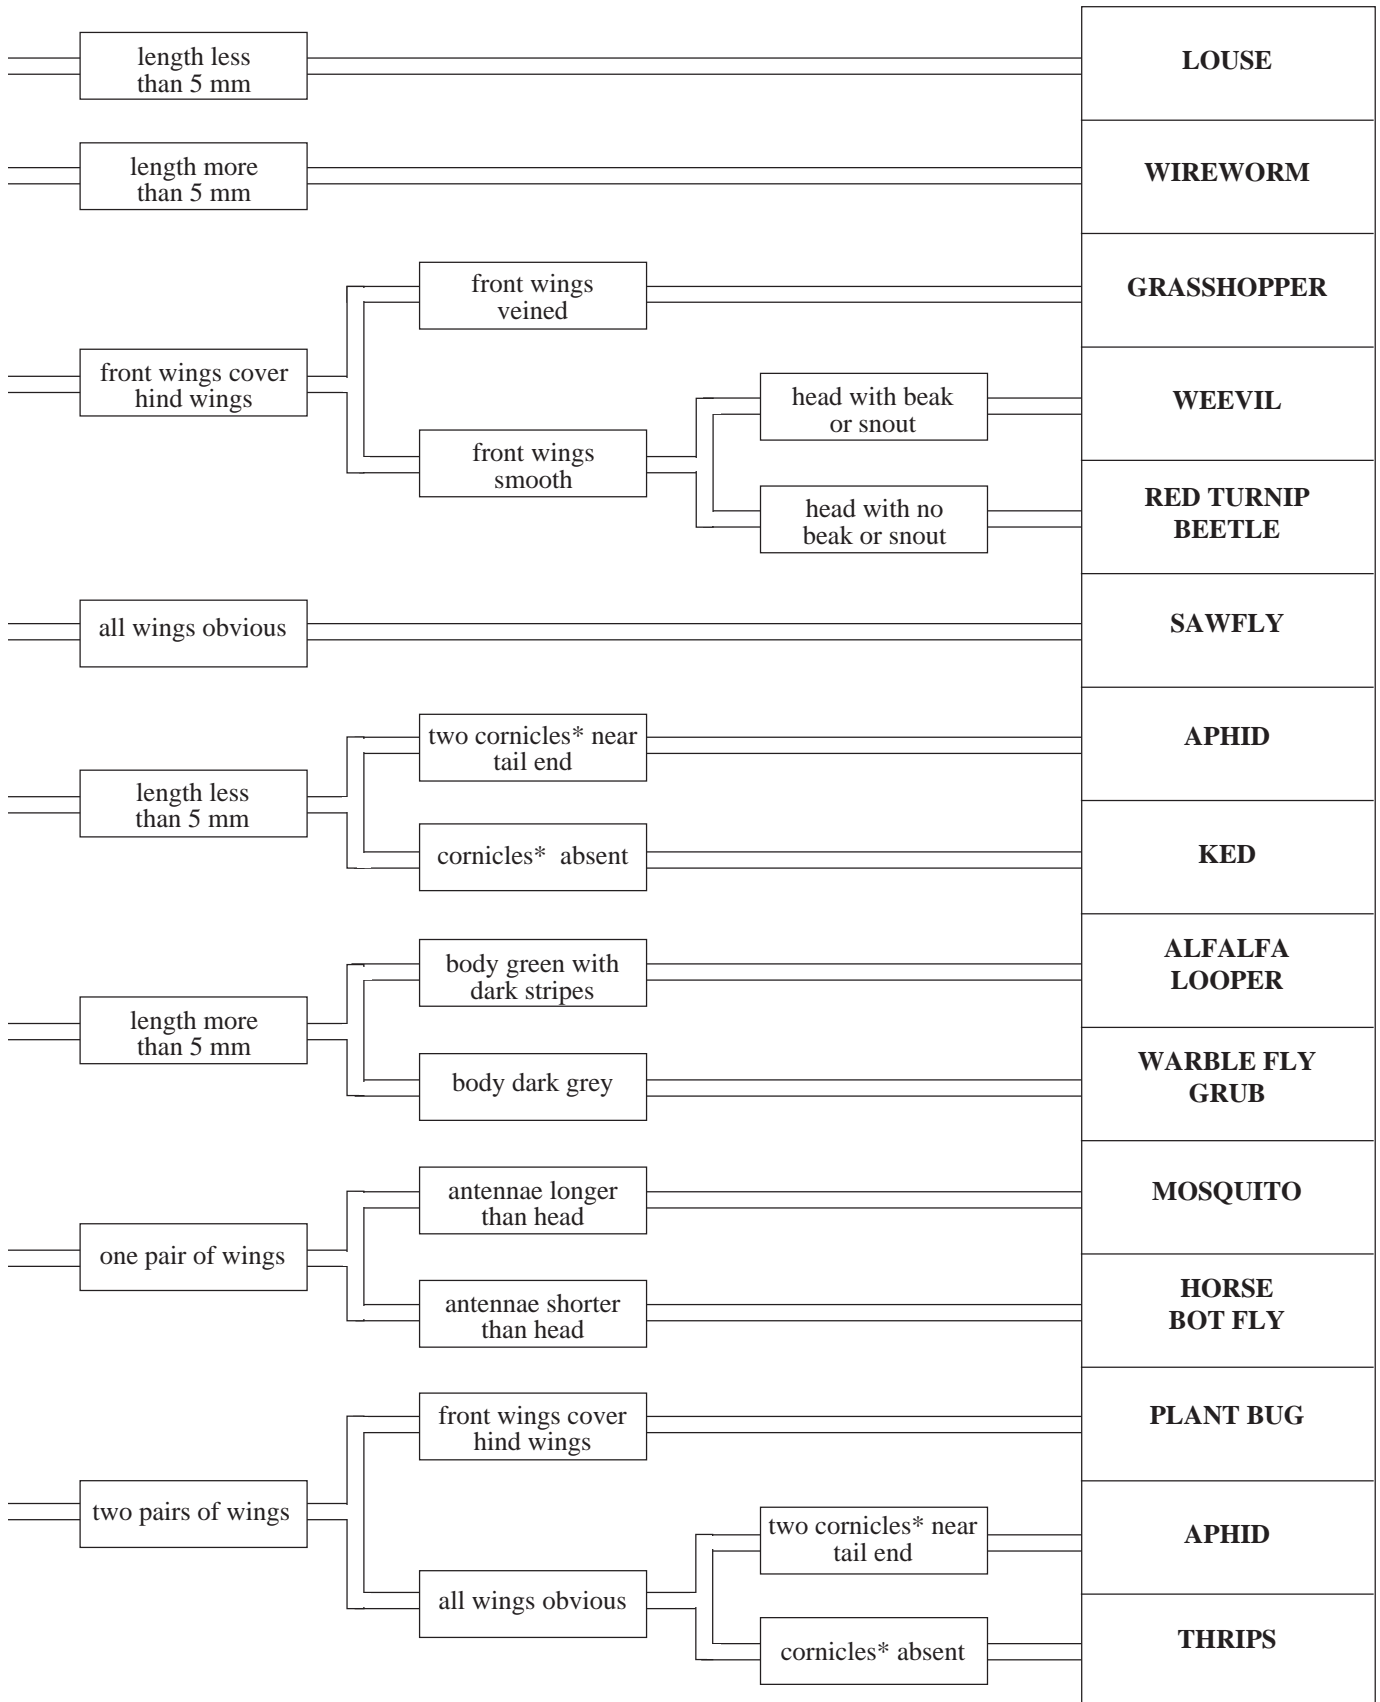 length less
than 5 mm
LOUSE
length more
than 5 mm
WIREWORM
front wings cover
hind wings
front wings
veined
GRASSHOPPER
front wings
smooth
head with beak
or snout
WEEVIL
head with no
beak or snout
RED TURNIP
BEETLE
all wings obvious
SAWFLY
length less
than 5 mm
two cornicles* near
tail end
APHID
cornicles* absent
KED
length more
than 5 mm
body green with
dark stripes
ALFALFA
LOOPER
body dark grey
WARBLE FLY
GRUB
one pair of wings
antennae longer
than head
MOSQUITO
antennae shorter
than head
HORSE
BOT FLY
two pairs of wings
front wings cover
hind wings
PLANT BUG
all wings obvious
two cornicles* near
tail end
APHID
cornicles* absent
THRIPS